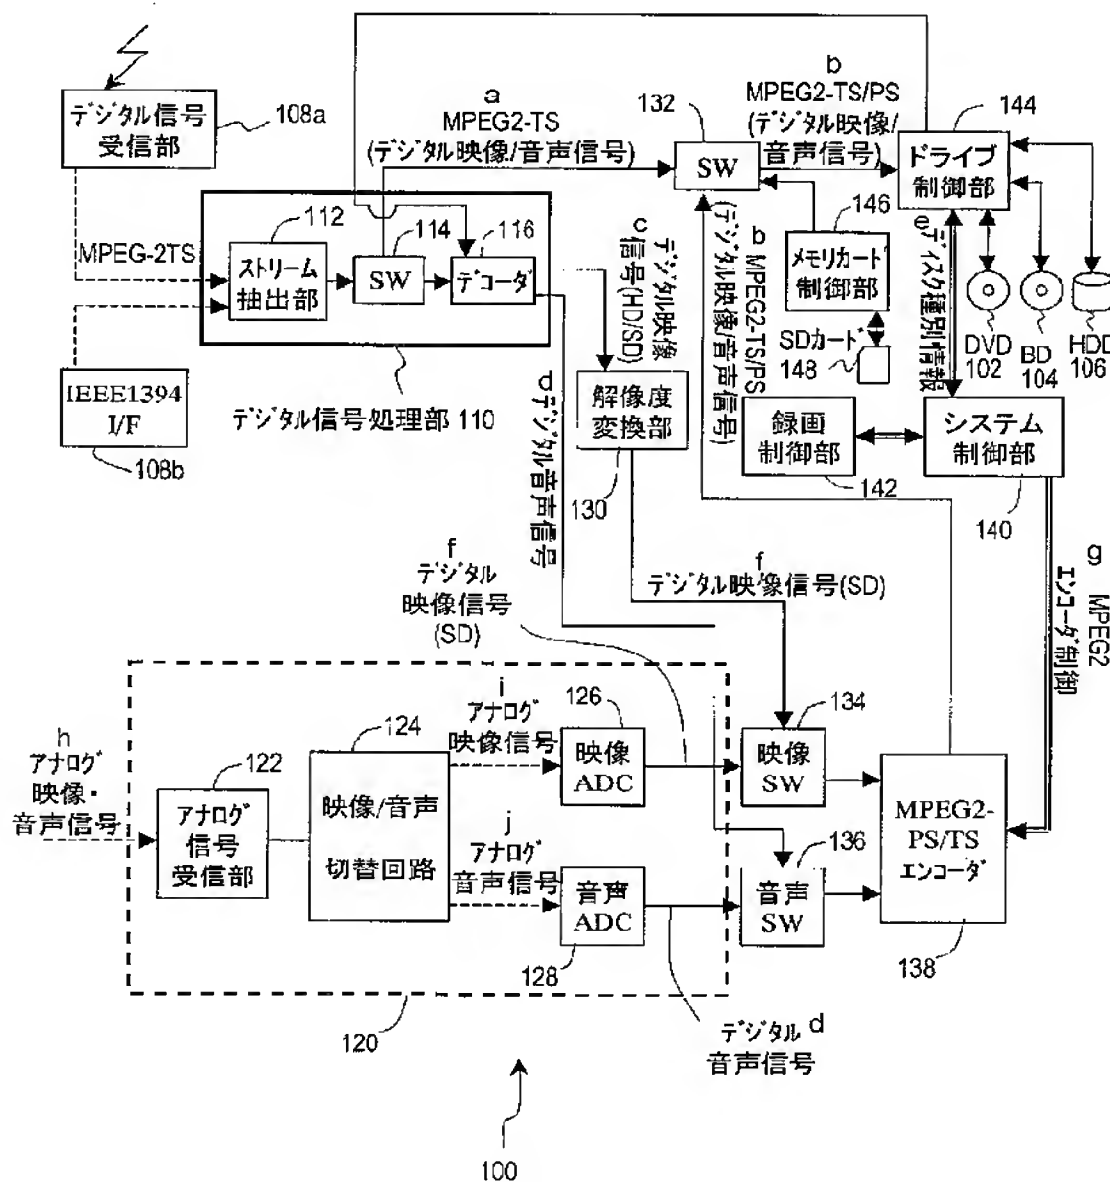 デジタル信号
受信部
108a
a
MPEG2-TS
(デジタル映像/音声信号)
132
SW
b
MPEG2-TS/PS
(デジタル映像/
音声信号)
144
ドライブ
制御部
MPEG-2TS
112
ストリーム
抽出部
114
SW
116
デコーダ
c
デジタル映像
信号(HD/SD)
b MPEG2-TS/PS
(デジタル映像/音声信号)
146
メモリカード
制御部
SDカード
148
eディスク種別情報
DVD
102
BD
104
HDD
106
IEEE1394
I/F
108b
デジタル信号処理部 110
dデジタル音声信号
解像度
変換部
130
録画
制御部
142
システム
制御部
140
g MPEG2
エンコーダ制御
f
デジタル
映像信号
(SD)
f
デジタル映像信号(SD)
h
アナログ
映像・
音声信号
122
アナログ
信号
受信部
124
映像/音声
切替回路
i
アナログ
映像信号
126
映像
ADC
134
映像
SW
j
アナログ
音声信号
音声
ADC
128
136
音声
SW
MPEG2-
PS/TS
エンコーダ
138
120
デジタル d
音声信号
100